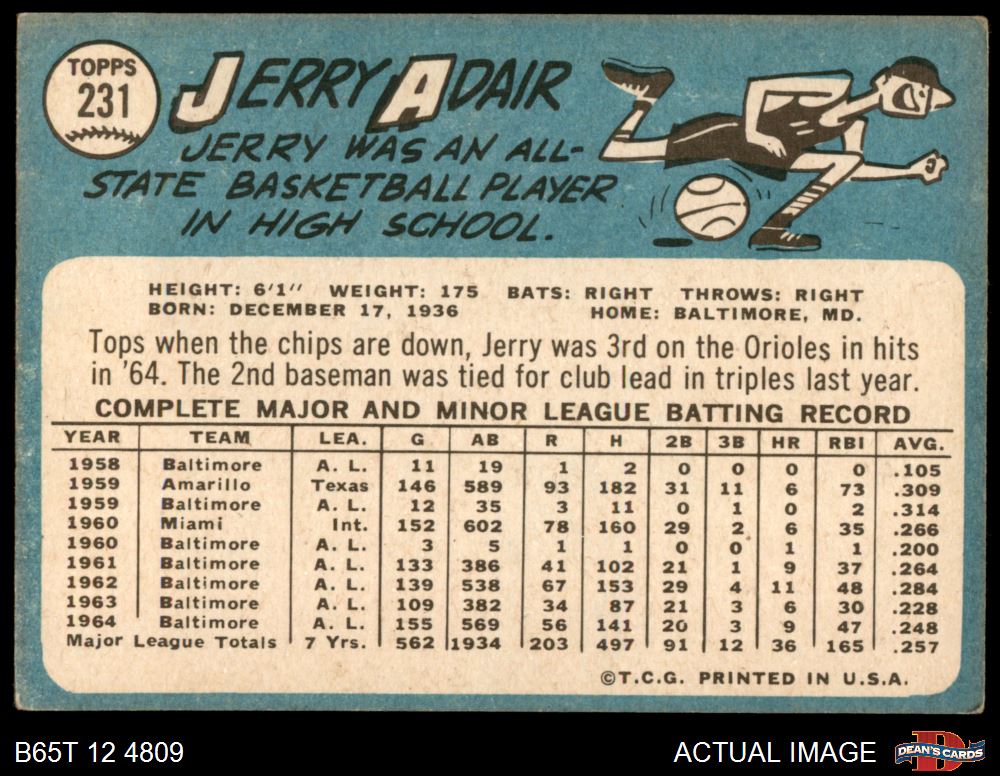 TOPPS
231
JERRY ADAIR
JERRY WAS AN ALL-
STATE BASKETBALL PLAYER
IN HIGH SCHOOL.
HEIGHT: 6'1" WEIGHT: 175 BATS: RIGHT THROWS: RIGHT
BORN: DECEMBER 17, 1936 HOME: BALTIMORE, MD.
Tops when the chips are down, Jerry was 3rd on the Orioles in hits
in '64. The 2nd baseman was tied for club lead in triples last year.
COMPLETE MAJOR AND MINOR LEAGUE BATTING RECORD
YEAR TEAM LEA. G AB R H 2B 3B HR RBI AVG.
1958 Baltimore A. L. 11 19 1 2 0 0 0 0 .105
1959 Amarillo Texas 146 589 93 182 31 11 6 73 .309
1959 Baltimore A. L. 12 35 3 11 0 1 0 2 .314
1960 Miami Int. 152 602 78 160 29 2 6 35 .266
1960 Baltimore A. L. 3 5 1 1 0 0 1 1 .200
1961 Baltimore A. L. 133 386 41 102 21 1 9 37 .264
1962 Baltimore A. L. 139 538 67 153 29 4 11 48 .284
1963 Baltimore A. L. 109 382 34 87 21 3 6 30 .228
1964 Baltimore A. L. 155 569 56 141 20 3 9 47 .248
Major League Totals 7 Yrs. 562 1934 203 497 91 12 36 165 .257
©T.C.G. PRINTED IN U.S.A.
B65T 12 4809 ACTUAL IMAGE D DEAN'S CARDS